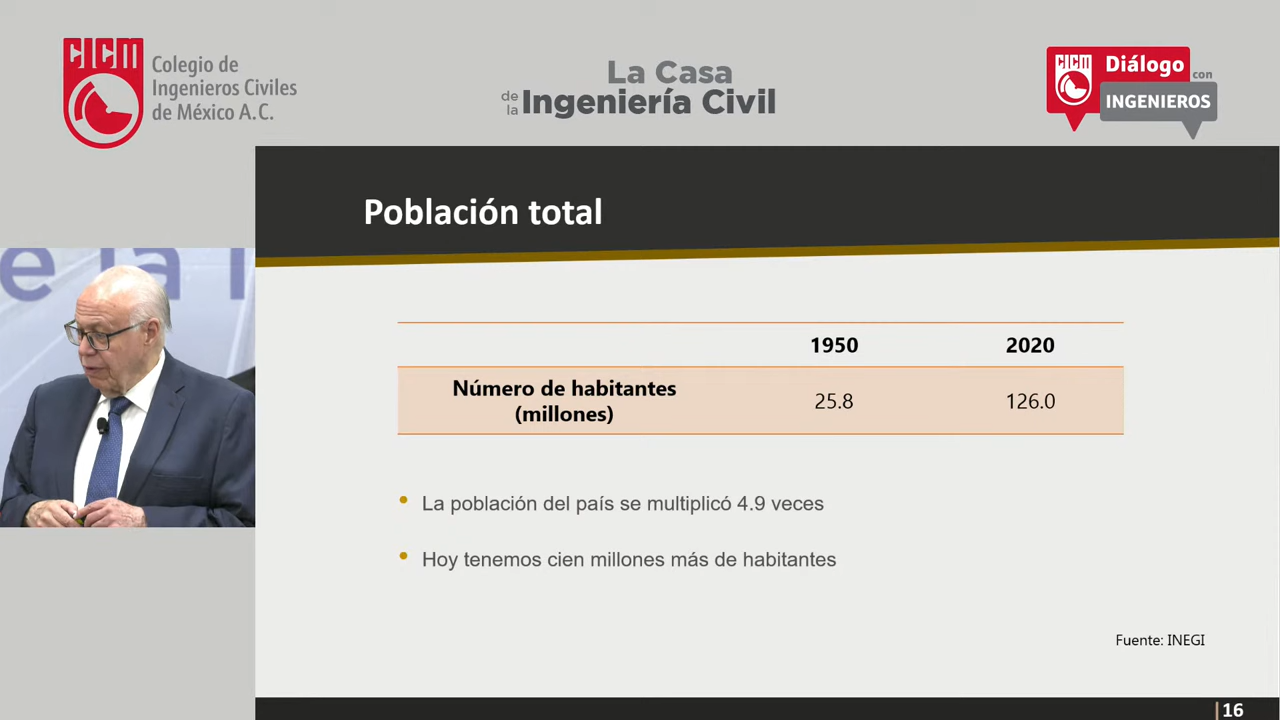 CICM
Colegio de
Ingenieros Civiles
de México A.C.
La Casa
de la Ingeniería Civil
CICM
Diálogo
con
INGENIEROS
Población total
1950 2020
Número de habitantes
(millones) 25.8 126.0
• La población del país se multiplicó 4.9 veces
• Hoy tenemos cien millones más de habitantes
Fuente: INEGI
16
e la I